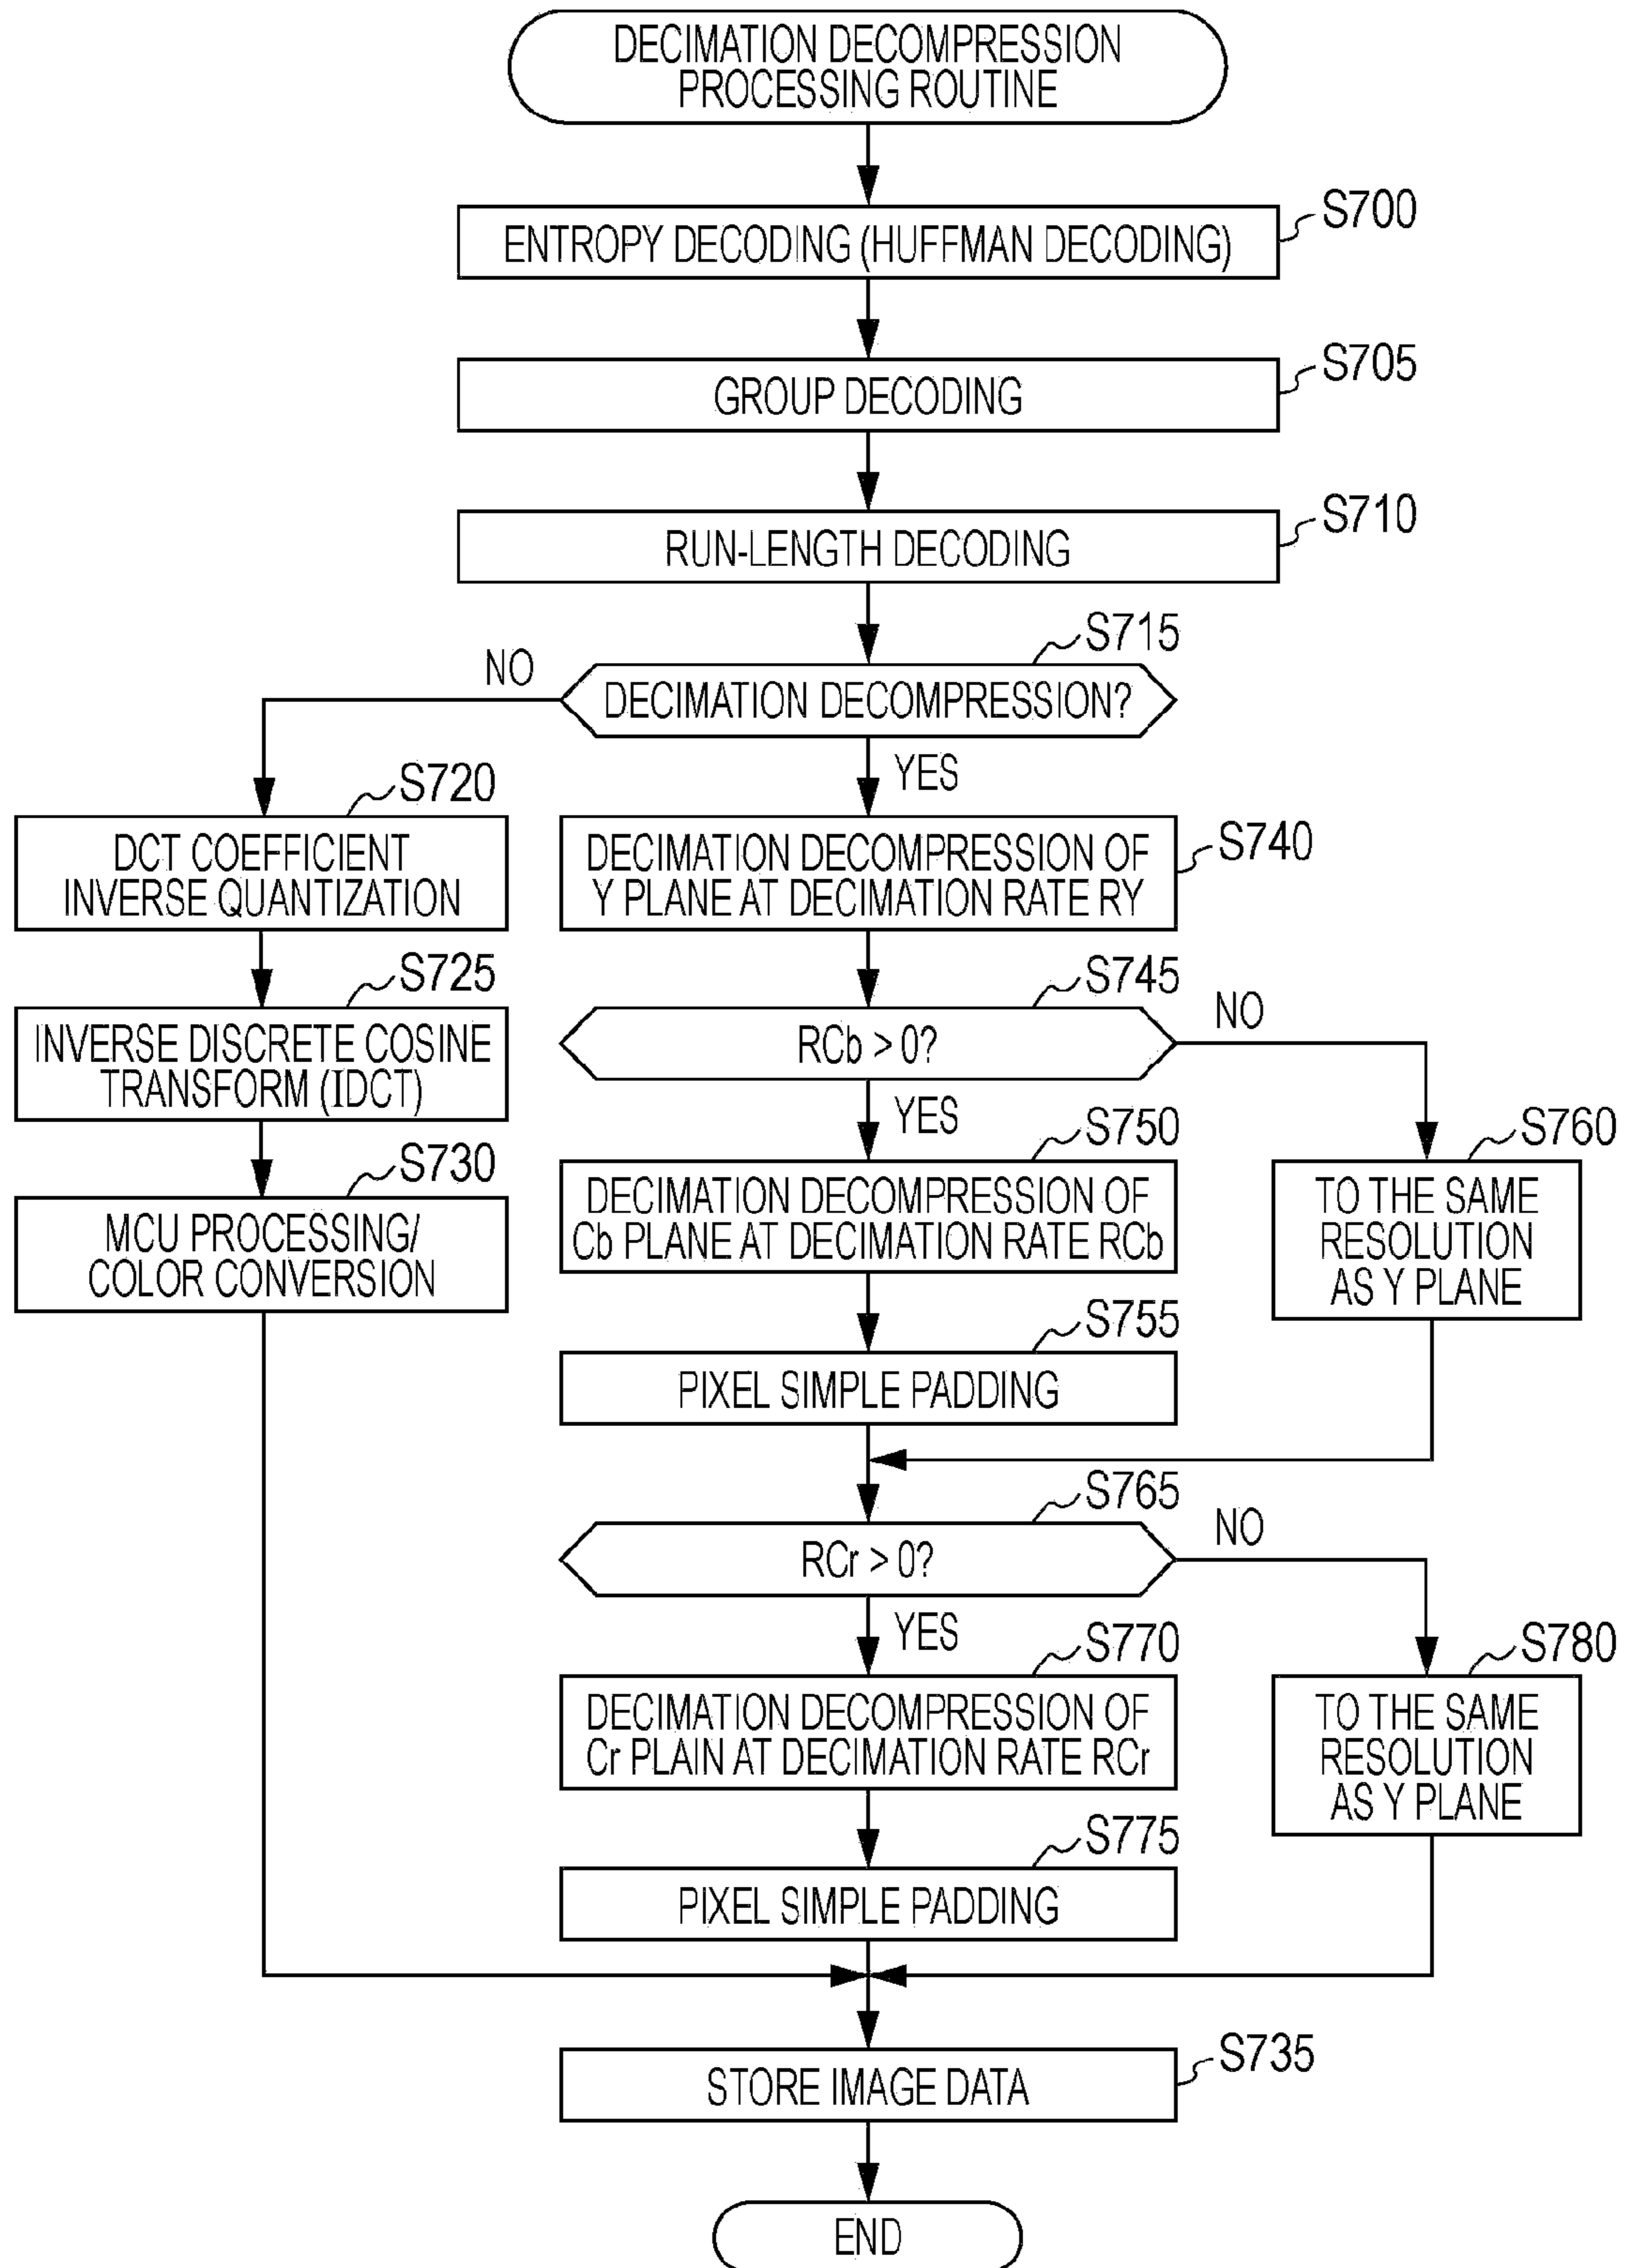 DECIMATION DECOMPRESSION
PROCESSING ROUTINE
S700
ENTROPY DECODING (HUFFMAN DECODING)
S705
GROUP DECODING
S710
RUN-LENGTH DECODING
S715
NO
DECIMATION DECOMPRESSION?
YES
S720
DCT COEFFICIENT
INVERSE QUANTIZATION
S740
DECIMATION DECOMPRESSION OF
Y PLANE AT DECIMATION RATE RY
S725
INVERSE DISCRETE COSINE
TRANSFORM (IDCT)
S745
NO
RCb > 0?
YES
S730
MCU PROCESSING/
COLOR CONVERSION
S750
DECIMATION DECOMPRESSION OF
Cb PLANE AT DECIMATION RATE RCb
S760
TO THE SAME
RESOLUTION
AS Y PLANE
S755
PIXEL SIMPLE PADDING
S765
NO
RCr > 0?
YES
S770
DECIMATION DECOMPRESSION OF
Cr PLAIN AT DECIMATION RATE RCr
S780
TO THE SAME
RESOLUTION
AS Y PLANE
S775
PIXEL SIMPLE PADDING
S735
STORE IMAGE DATA
END